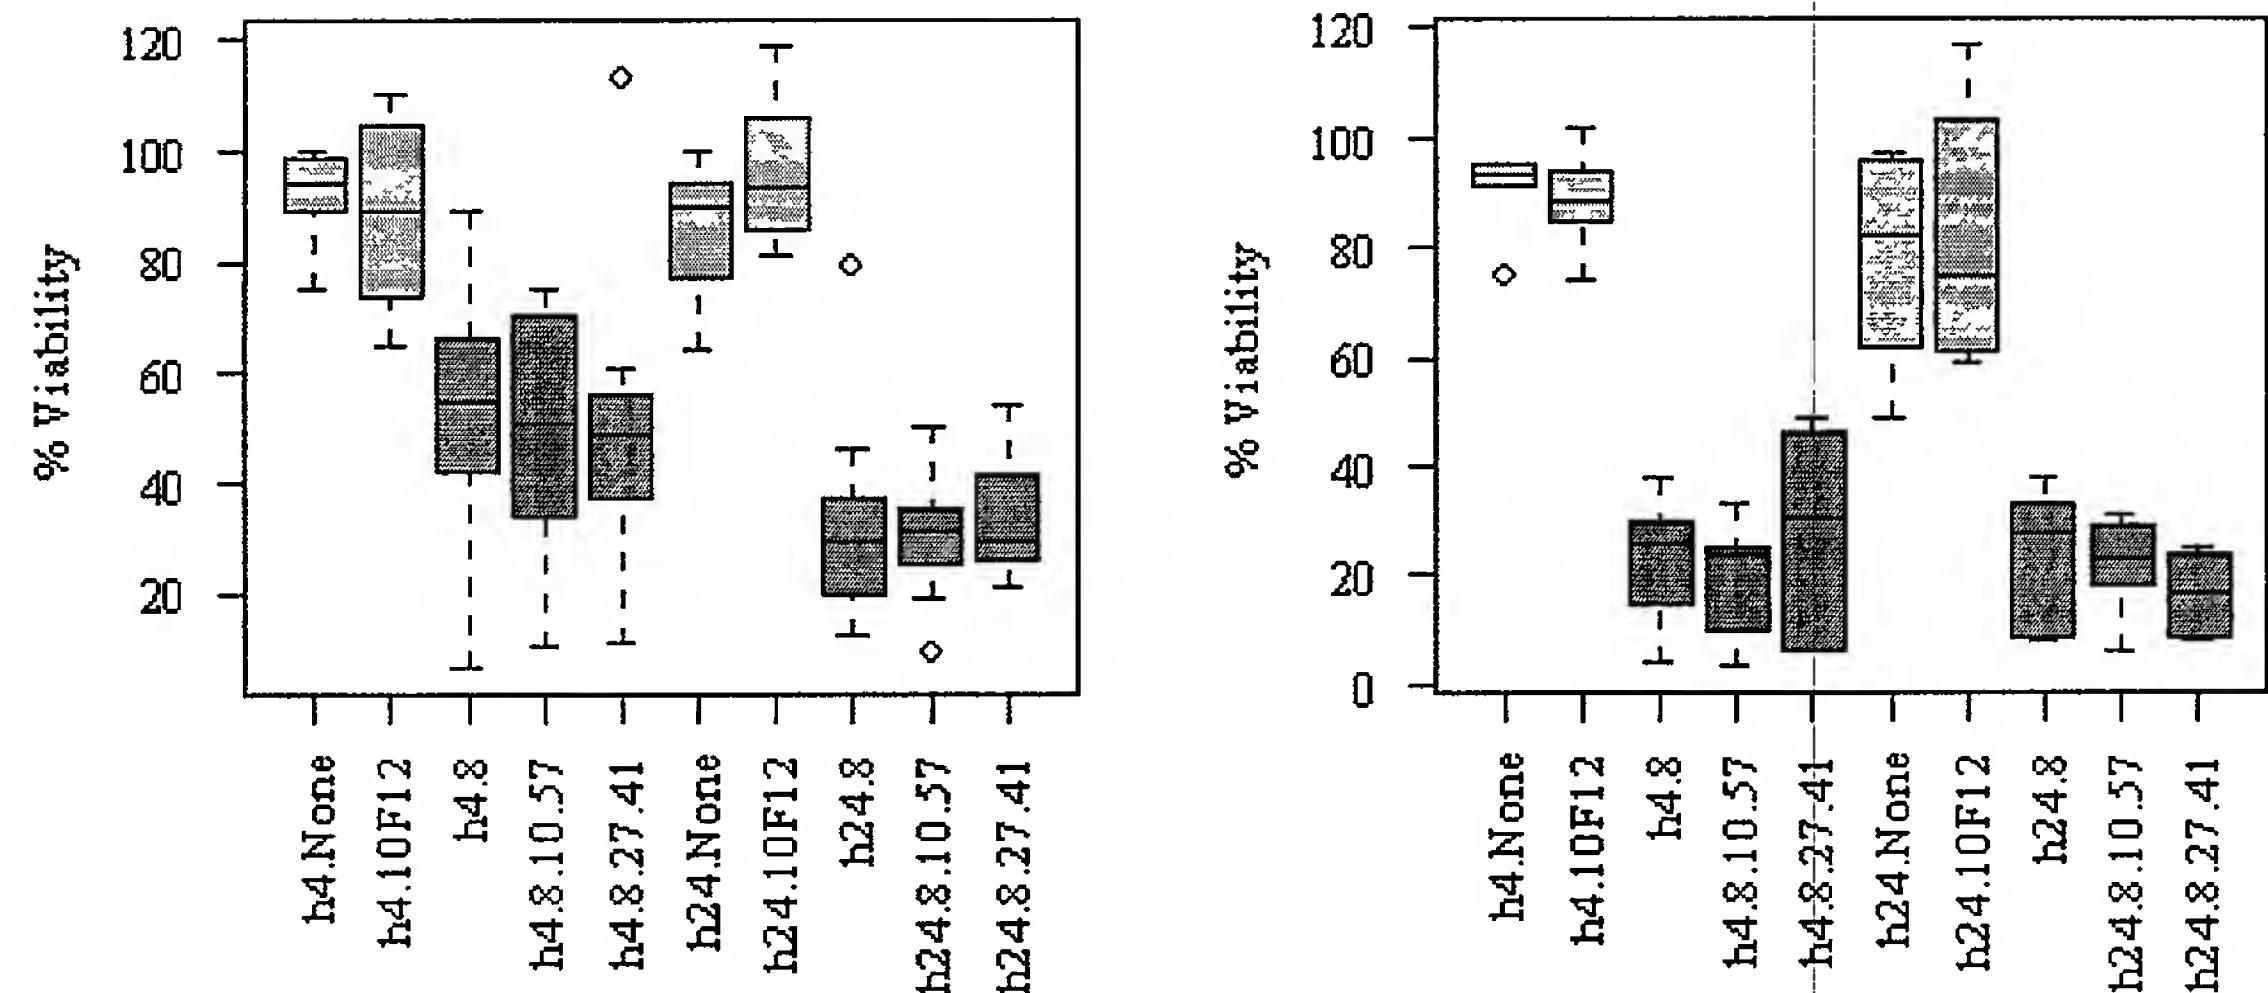 % Viability
120
100
80
60
40
20
h4.None
h4.10F12
h4.8
h4.8.10.57
h4.8.27.41
h24.None
h24.10F12
h24.8
h24.8.10.57
h24.8.27.41
% Viability
120
100
80
60
40
20
0
h4.None
h4.10F12
h4.8
h4.8.10.57
h4.8.27.41
h24.None
h24.10F12
h24.8
h24.8.10.57
h24.8.27.41